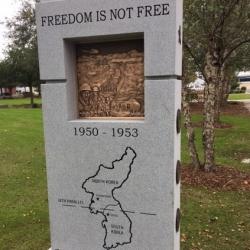 FREEDOM IS NOT FREE
1950 - 1953
NORTH KOREA
38TH PARALLEL
SOUTH
KOREA